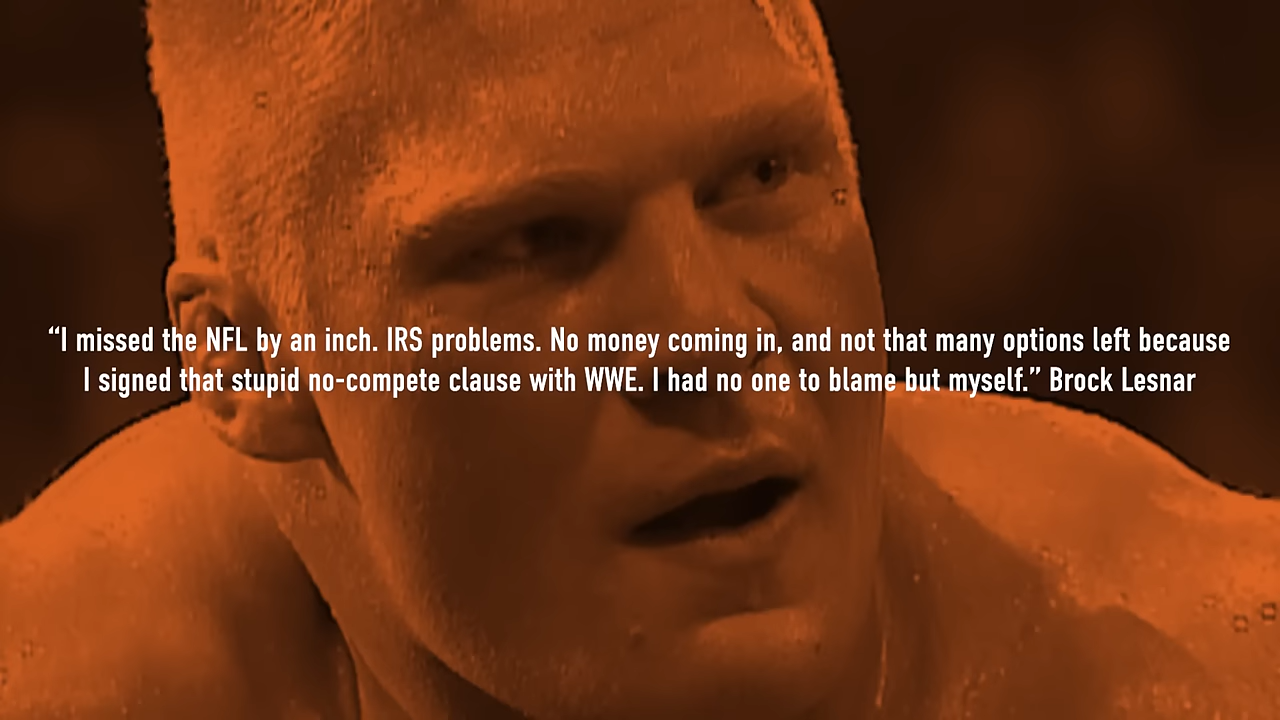 “I missed the NFL by an inch. IRS problems. No money coming in, and not that many options left because
I signed that stupid no-compete clause with WWE. I had no one to blame but myself.” Brock Lesnar